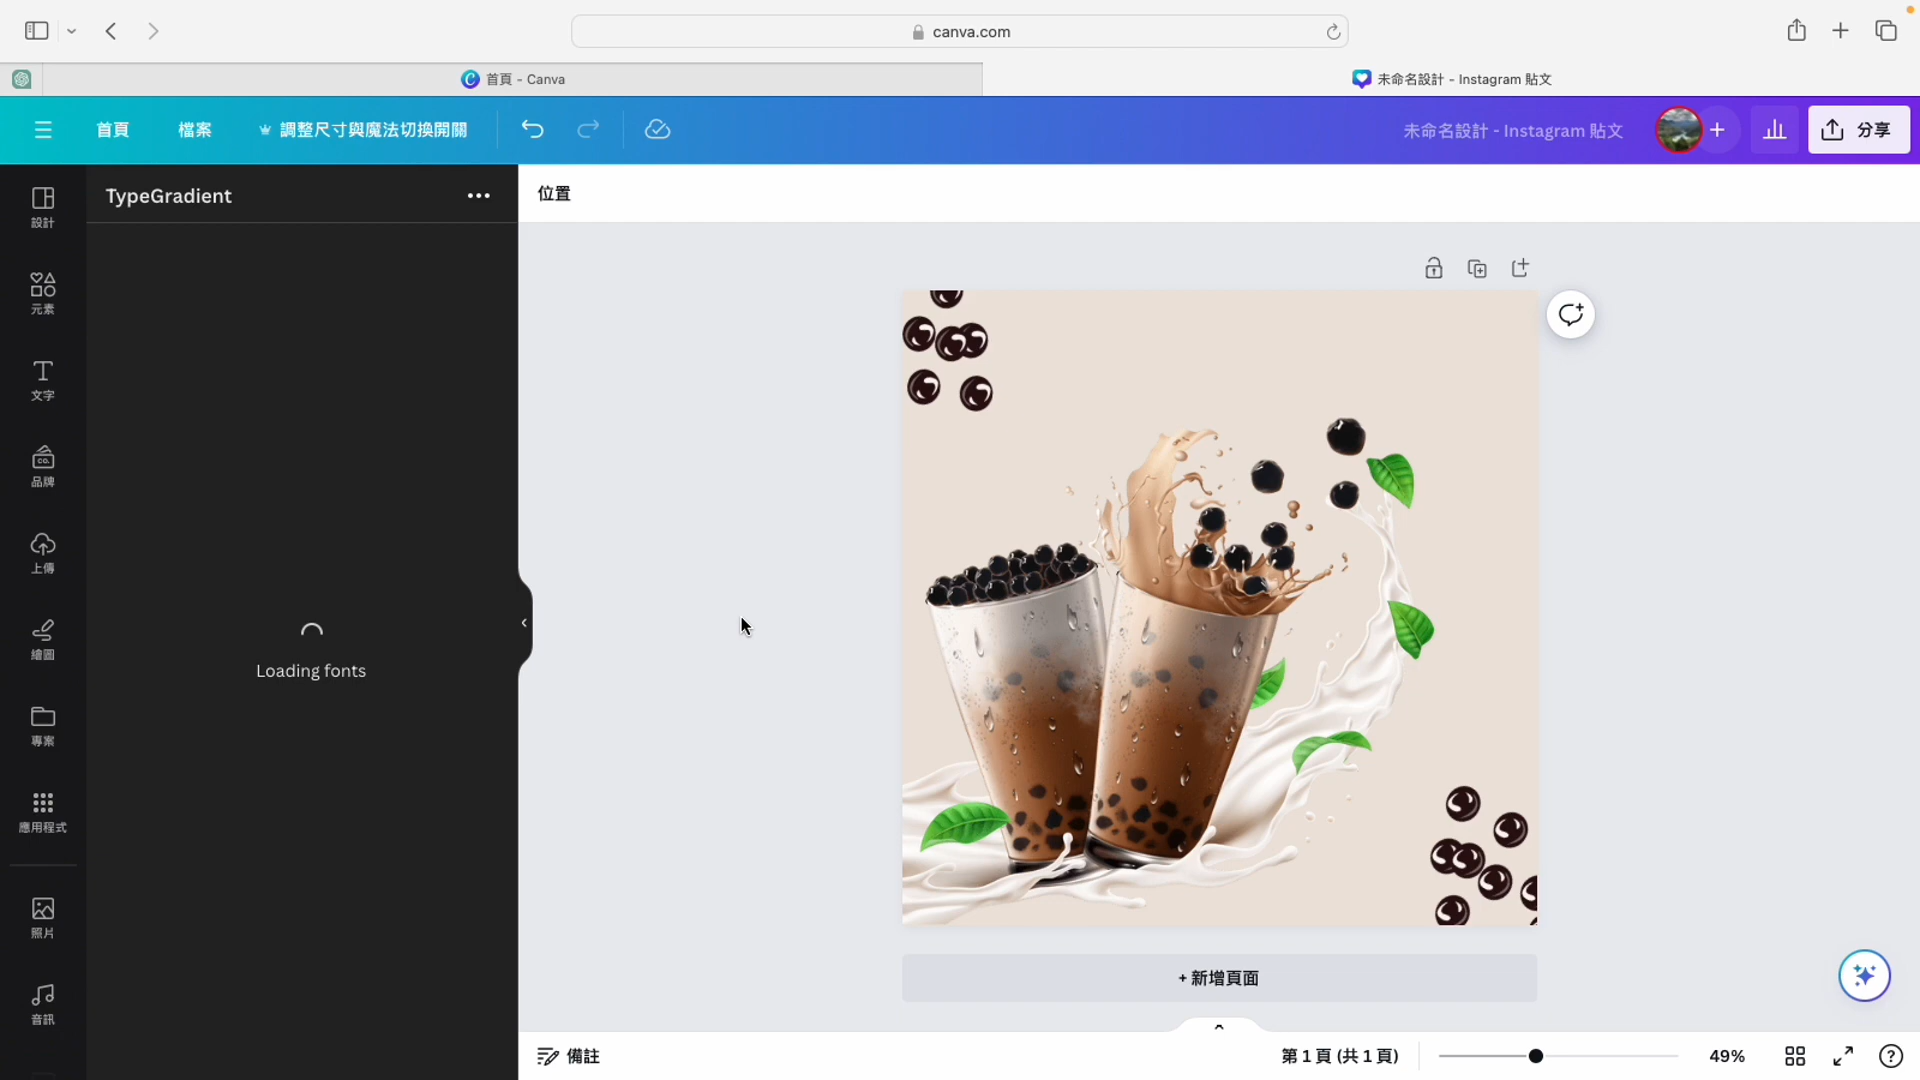 canva.com
首頁 - Canva
未命名設計 - Instagram 貼文
首頁
檔案
調整尺寸與魔法切換開關
未命名設計 - Instagram 貼文
分享
設計
元素
文字
CO.
品牌
上傳
繪圖
專案
應用程式
照片
音訊
TypeGradient
Loading fonts
位置
+ 新增頁面
備註
第 1 頁 (共 1 頁)
49%